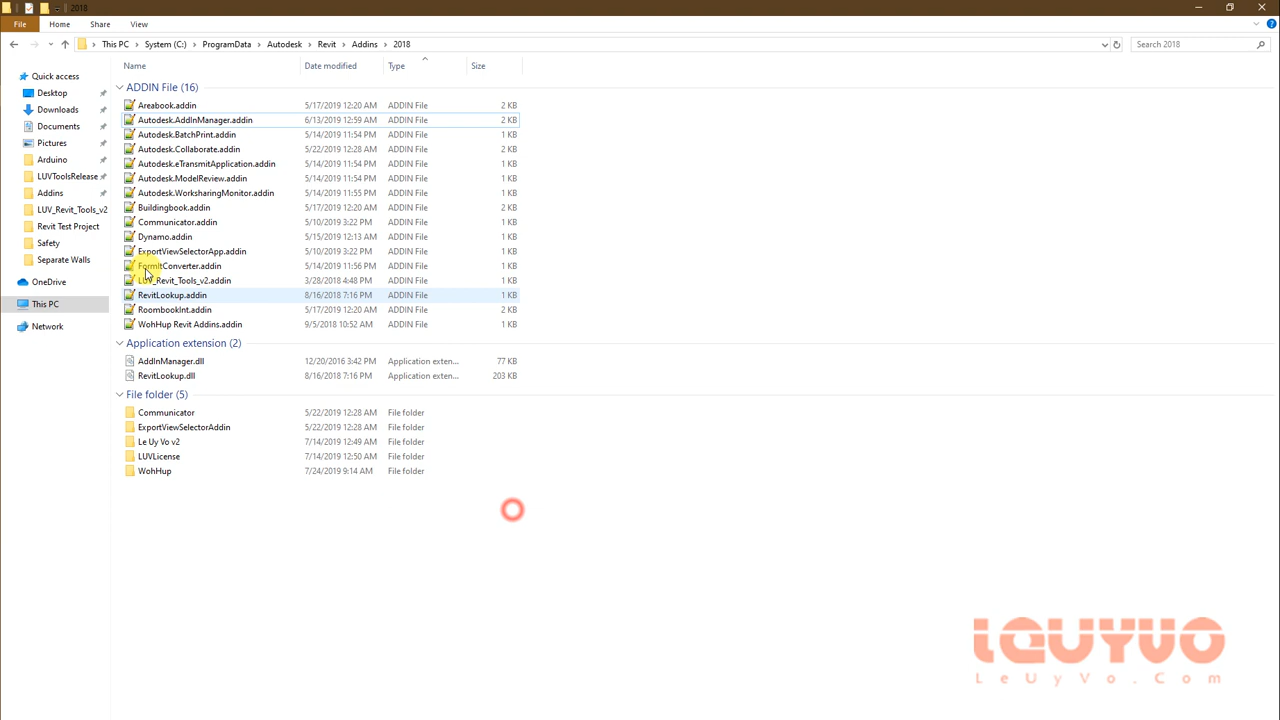 2018
File Home Share View
This PC System (C:) ProgramData Autodesk Revit Addins 2018 Search 2018
Name Date modified Type Size
Quick access
Desktop
Downloads
Documents
Pictures
Arduino
LUVToolsRelease
Addins
LUV_Revit_Tools_v2
Revit Test Project
Safety
Separate Walls
OneDrive
This PC
Network
ADDIN File (16)
Areabook.addin 5/17/2019 12:20 AM ADDIN File 2 KB
Autodesk.AddInManager.addin 6/13/2019 12:59 AM ADDIN File 2 KB
Autodesk.BatchPrint.addin 5/14/2019 11:54 PM ADDIN File 1 KB
Autodesk.Collaborate.addin 5/22/2019 12:28 AM ADDIN File 2 KB
Autodesk.eTransmitApplication.addin 5/14/2019 11:54 PM ADDIN File 1 KB
Autodesk.ModelReview.addin 5/14/2019 11:54 PM ADDIN File 1 KB
Autodesk.WorksharingMonitor.addin 5/14/2019 11:55 PM ADDIN File 1 KB
Buildingbook.addin 5/17/2019 12:20 AM ADDIN File 2 KB
Communicator.addin 5/10/2019 3:22 PM ADDIN File 1 KB
Dynamo.addin 5/15/2019 12:13 AM ADDIN File 1 KB
ExportViewSelectorApp.addin 5/10/2019 3:22 PM ADDIN File 1 KB
FormItConverter.addin 5/14/2019 11:56 PM ADDIN File 1 KB
LUV_Revit_Tools_v2.addin 3/28/2018 4:48 PM ADDIN File 1 KB
RevitLookup.addin 8/16/2018 7:16 PM ADDIN File 1 KB
RoombookInt.addin 5/17/2019 12:20 AM ADDIN File 2 KB
WohHup Revit Addins.addin 9/5/2018 10:52 AM ADDIN File 1 KB
Application extension (2)
AddInManager.dll 12/20/2016 3:42 PM Application exten... 77 KB
RevitLookup.dll 8/16/2018 7:16 PM Application exten... 203 KB
File folder (5)
Communicator 5/22/2019 12:28 AM File folder
ExportViewSelectorAddin 5/22/2019 12:28 AM File folder
Le Uy Vo v2 7/14/2019 12:49 AM File folder
LUVLicense 7/14/2019 12:50 AM File folder
WohHup 7/24/2019 9:14 AM File folder
LeUYVO
LeUyVo.Com